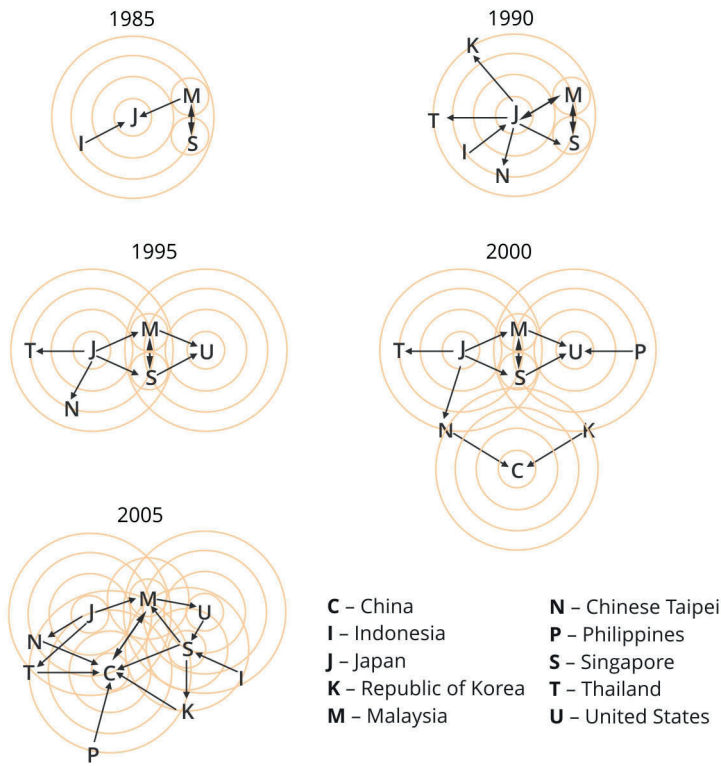 1985
M
J
I
S
1990
K
M
T
J
I
S
N
1995
M
T
J
U
S
N
2000
M
T
J
U
P
S
N
K
C
2005
M
J
U
N
S
T
C
I
K
P
C – China
I – Indonesia
J – Japan
K – Republic of Korea
M – Malaysia
N – Chinese Taipei
P – Philippines
S – Singapore
T – Thailand
U – United States